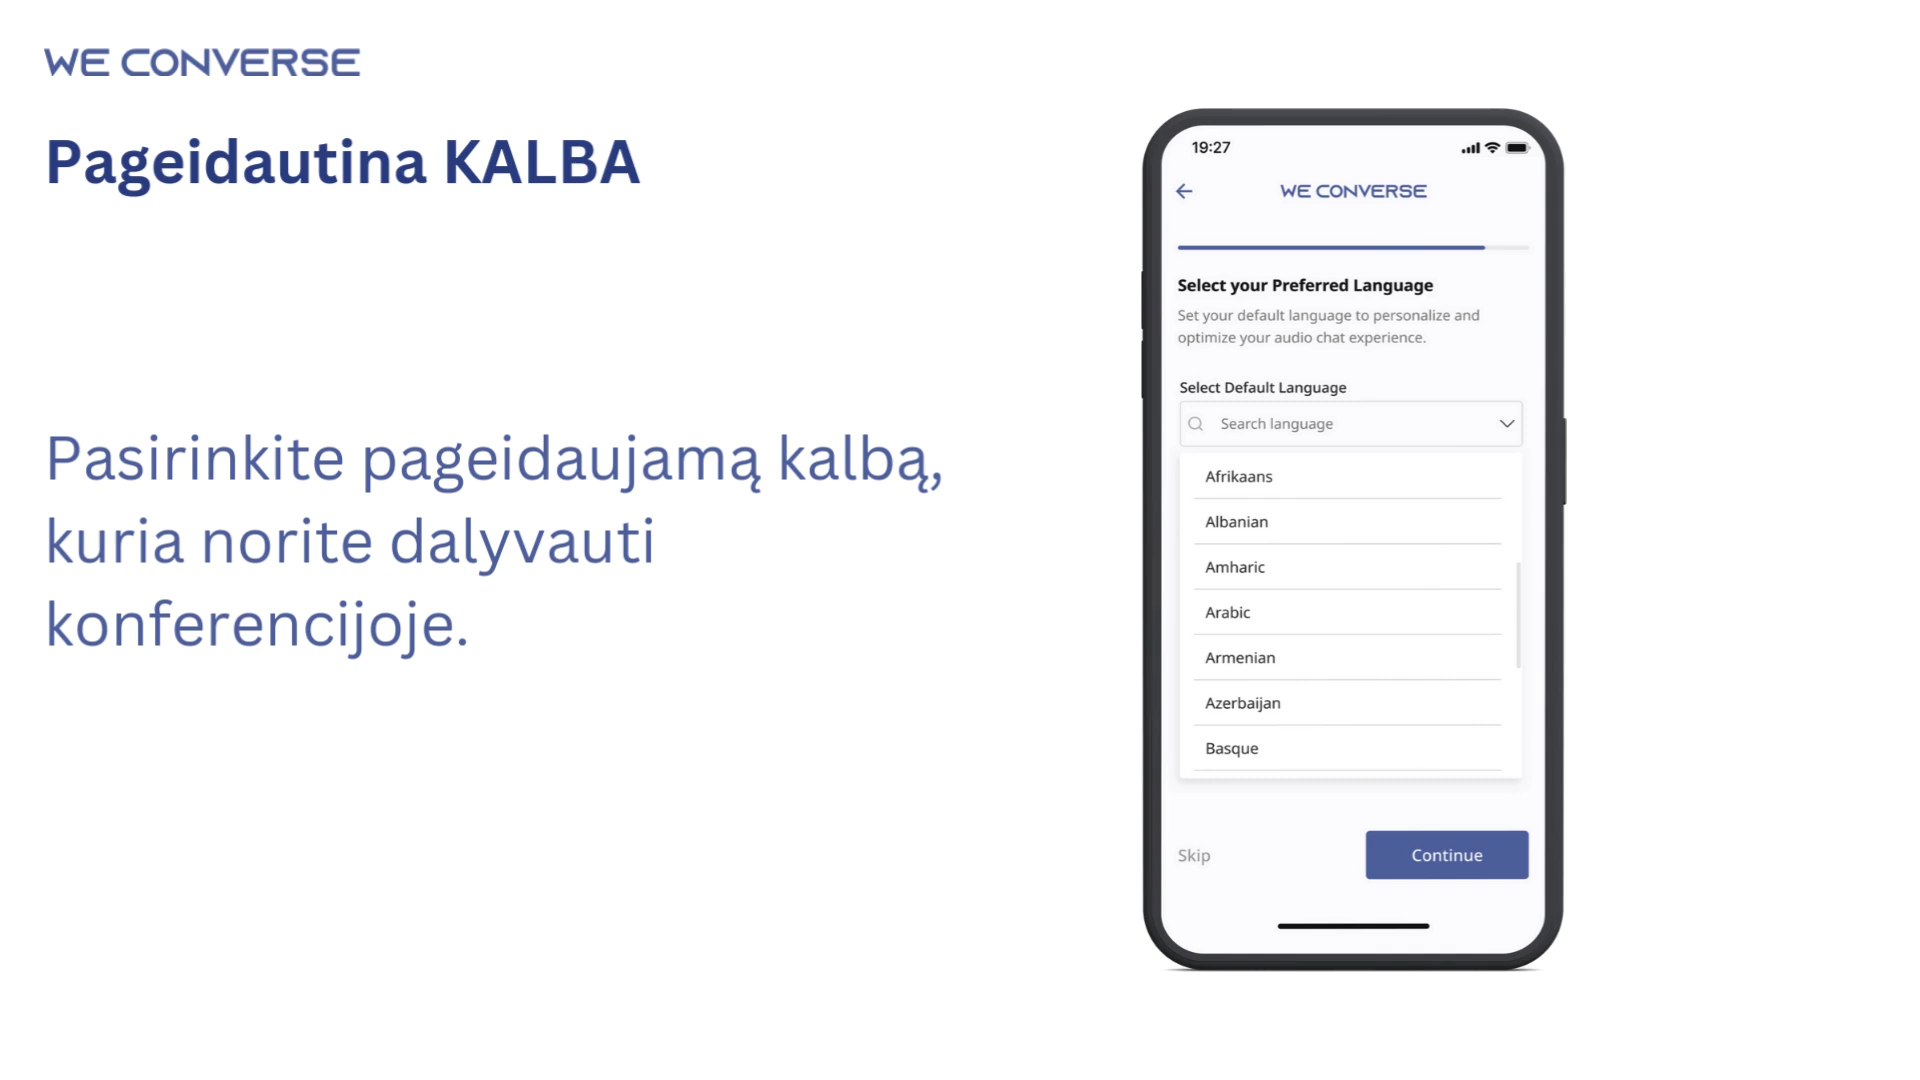 WE CONVERSE
Pageidautina KALBA
Pasirinkite pageidaujamą kalbą,
kuria norite dalyvauti
konferencijoje.
19:27
WE CONVERSE
Select your Preferred Language
Set your default language to personalize and
optimize your audio chat experience.
Select Default Language
Search language
Afrikaans
Albanian
Amharic
Arabic
Armenian
Azerbaijan
Basque
Skip
Continue